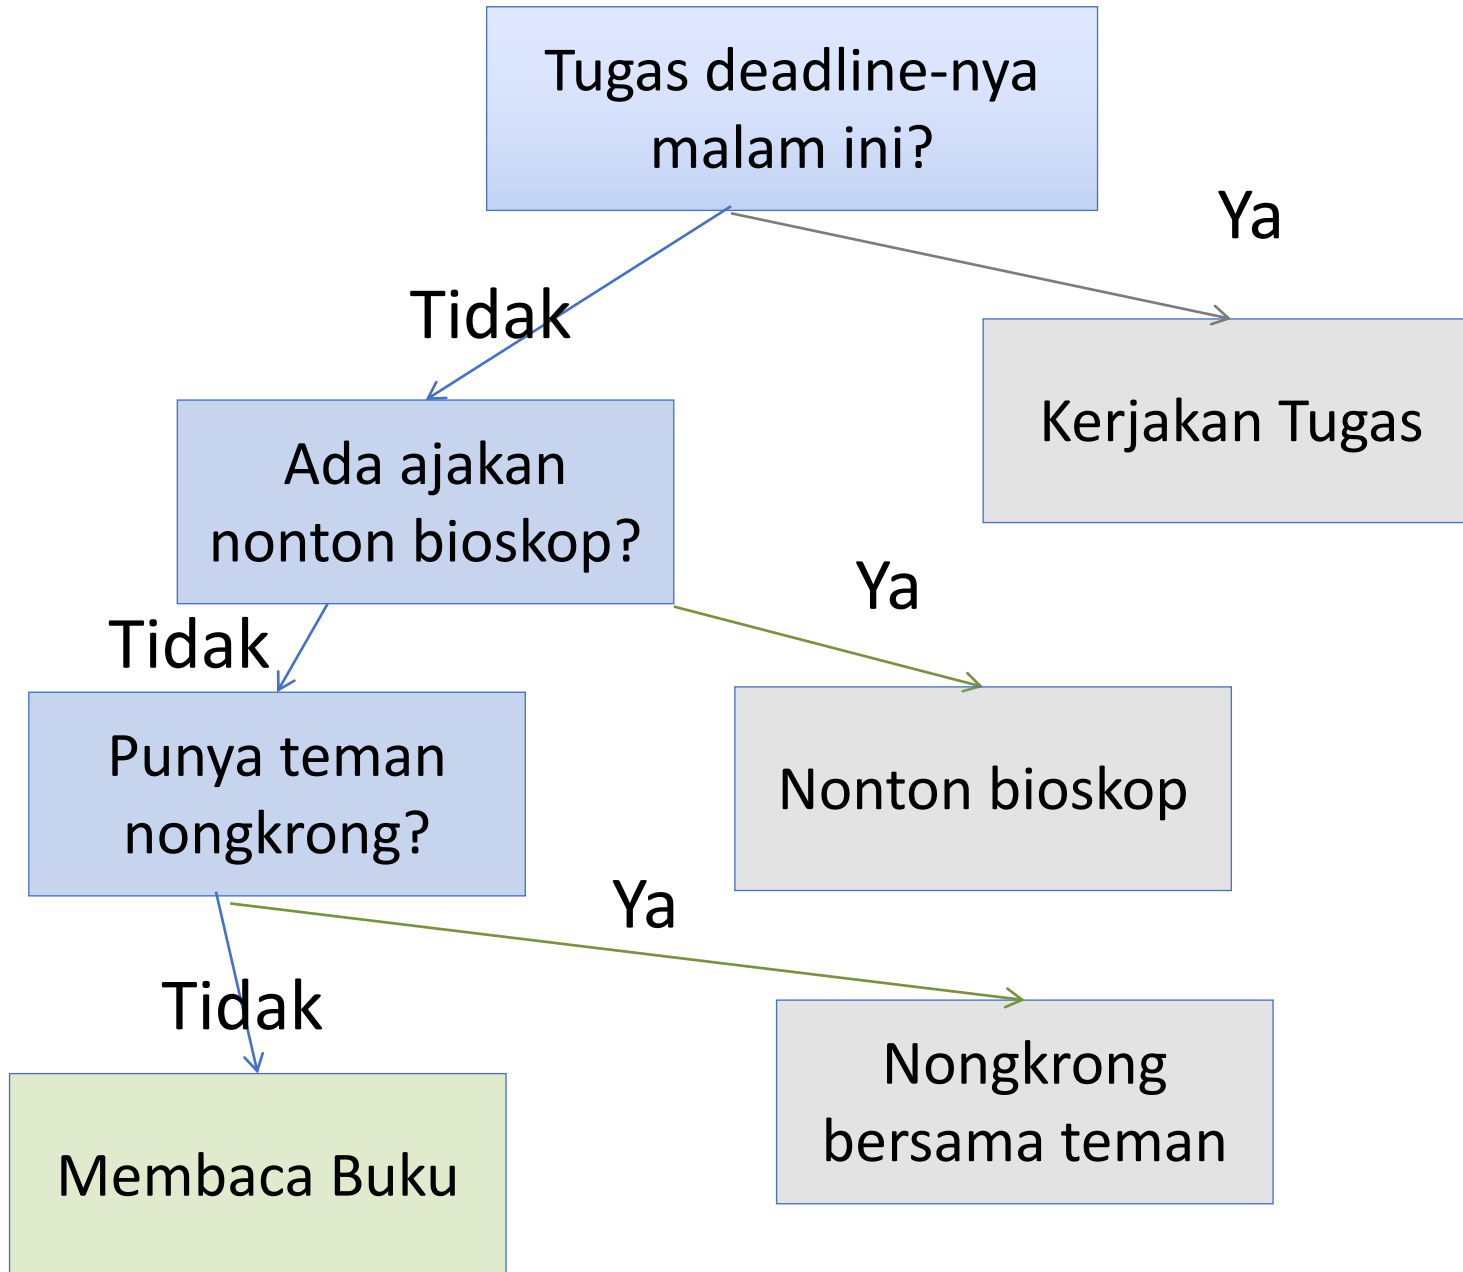 Tugas deadline-nya
malam ini?
Ya
Tidak
Kerjakan Tugas
Ada ajakan
nonton bioskop?
Ya
Tidak
Punya teman
nongkrong?
Nonton bioskop
Ya
Tidak
Nongkrong
bersama teman
Membaca Buku